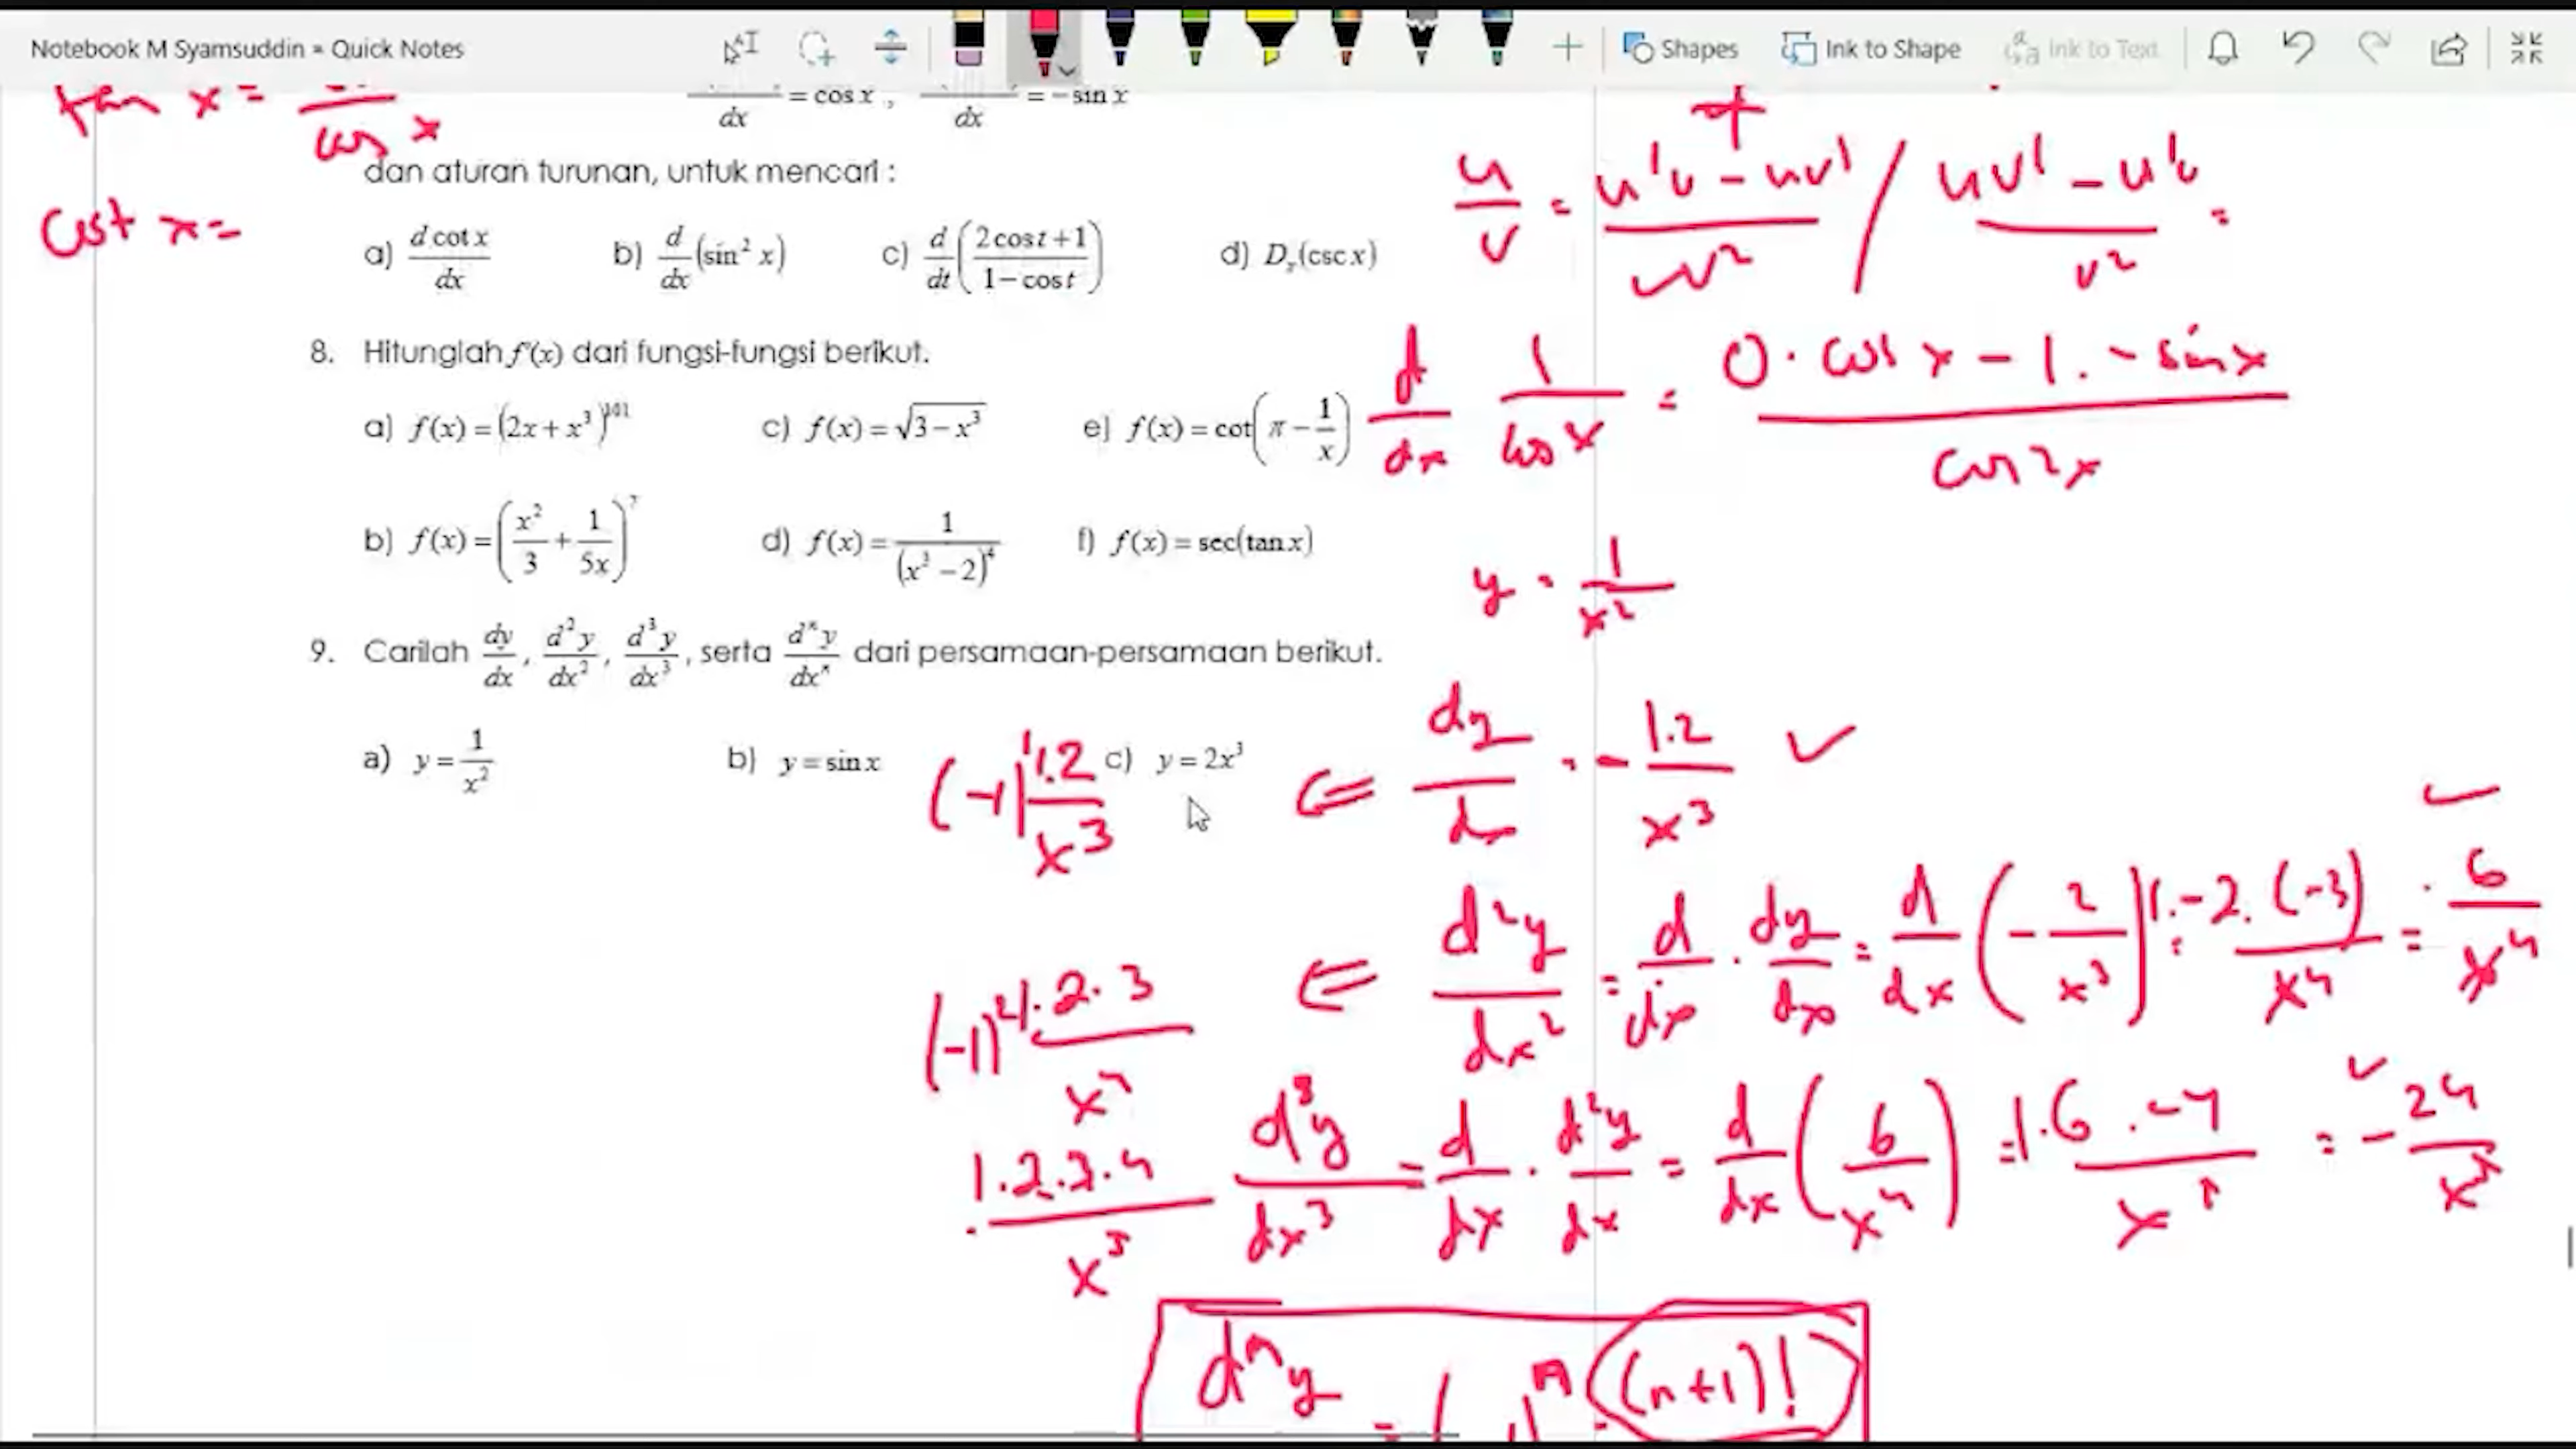 Notebook M Syamsuddin » Quick Notes
Shapes Ink to Shape Ink to Text
tan x = / cos x
dx = cos x , dx = - sin x
dan aturan turunan, untuk mencari :
cot x =
a) d cot x / dx b) d/dx (sin² x) c) d/dt ( (2 cos t + 1) / (1 - cos t) ) d) Dₓ(csc x)
u/v = (u'v - uv') / v² / (uv' - u'v) / v² =
8. Hitunglah f'(x) dari fungsi-fungsi berikut.
a) f(x) = (2x + x³)¹⁰¹ c) f(x) = √(3 - x³) e) f(x) = cot(π - 1/x)
d/dx 1/cos x = (0 · cos x - 1 . - sin x) / cos²x
b) f(x) = (x²/3 + 1/5x)⁷ d) f(x) = 1 / (x² - 2)⁴ f) f(x) = sec(tan x)
y = 1/x²
9. Carilah dy/dx, d²y/dx², d³y/dx³, serta dⁿy/dxⁿ dari persamaan-persamaan berikut.
a) y = 1/x² b) y = sin x c) y = 2x³
(-1)¹ 1.2 / x³ ⇐ dy/dx = - 1.2 / x³ ✓
(-1)² 1.2.3 / x⁴ ⇐ d²y/dx² = d/dx . dy/dx = d/dx (- 2/x³) = 1.-2.(-3) / x⁴ = 6/x⁴ ✓
1.2.3.4 / x⁵ d³y/dx³ = d/dx . d²y/dx = d/dx (6/x⁴) = 1.6 . -4 / x⁵ = - 24/x⁵ ✓
dⁿy = ( )ⁿ (n+1)!